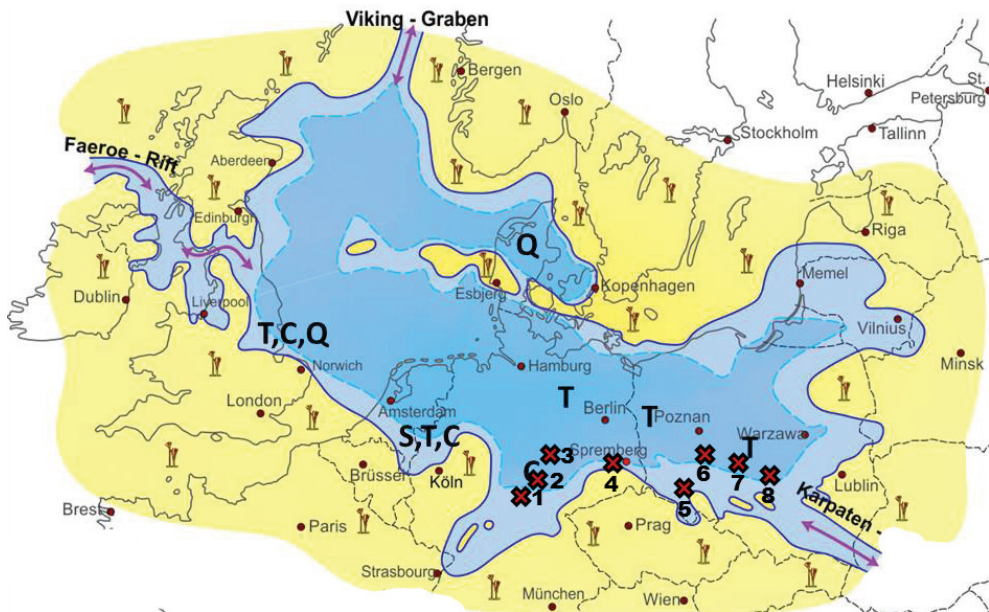 Viking - Graben
Bergen
Helsinki
St.
Petersburg
Oslo
Stockholm
Tallinn
Faeroe - Rift
Aberdeen
Edinburgh
Riga
Q
Memel
Dublin
Liverpool
Esbjerg
Kopenhagen
Vilnius
T,C,Q
Norwich
Hamburg
Minsk
London
Amsterdam
T
Berlin
T
Poznan
Warzawa
S,T,C
T
Brüssel
Köln
C
3
Spremberg
6
7
Lublin
2
4
8
1
5
Brest
Paris
Prag
Karpaten -
Strasbourg
München
Wien